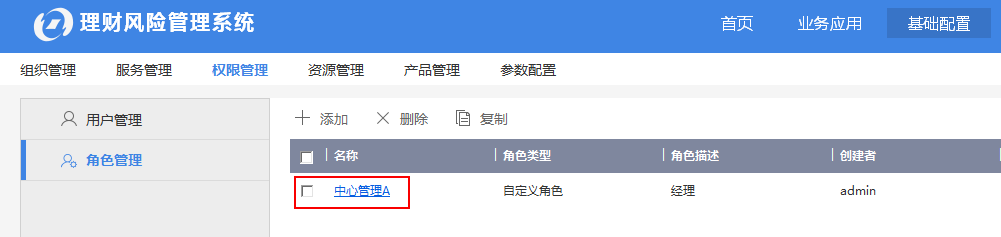 理财风险管理系统 首页 业务应用 基础配置
组织管理 服务管理 权限管理 资源管理 产品管理 参数配置
用户管理
角色管理
添加 删除 复制
名称 角色类型 角色描述 创建者
中心管理A 自定义角色 经理 admin